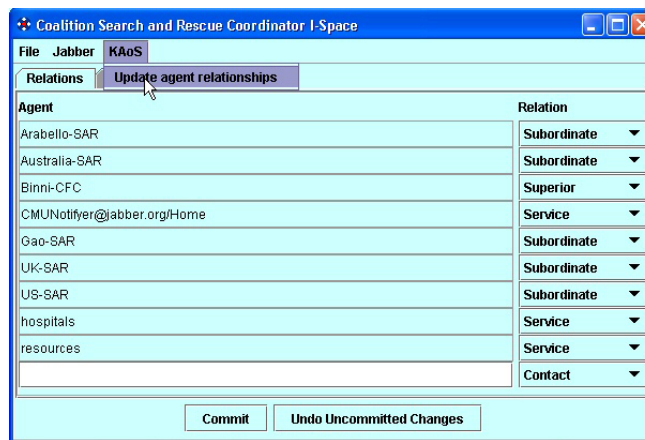 Coalition Search and Rescue Coordinator I-Space
File Jabber KAoS
Relations Update agent relationships
Agent Relation
Arabello-SAR Subordinate
Australia-SAR Subordinate
Binni-CFC Superior
CMUNotifyer@jabber.org/Home Service
Gao-SAR Subordinate
UK-SAR Subordinate
US-SAR Subordinate
hospitals Service
resources Service
Contact
Commit Undo Uncommitted Changes